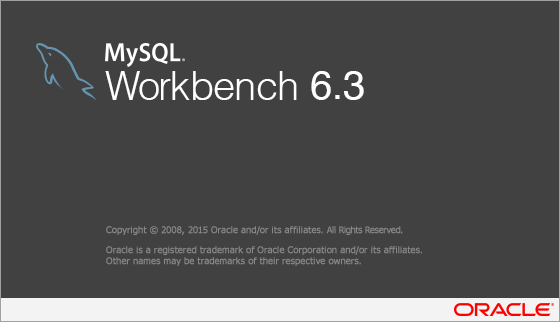 MySQL.
Workbench 6.3
Copyright © 2008, 2015 Oracle and/or its affiliates. All Rights Reserved.
Oracle is a registered trademark of Oracle Corporation and/or its affiliates.
Other names may be trademarks of their respective owners.
ORACLE®